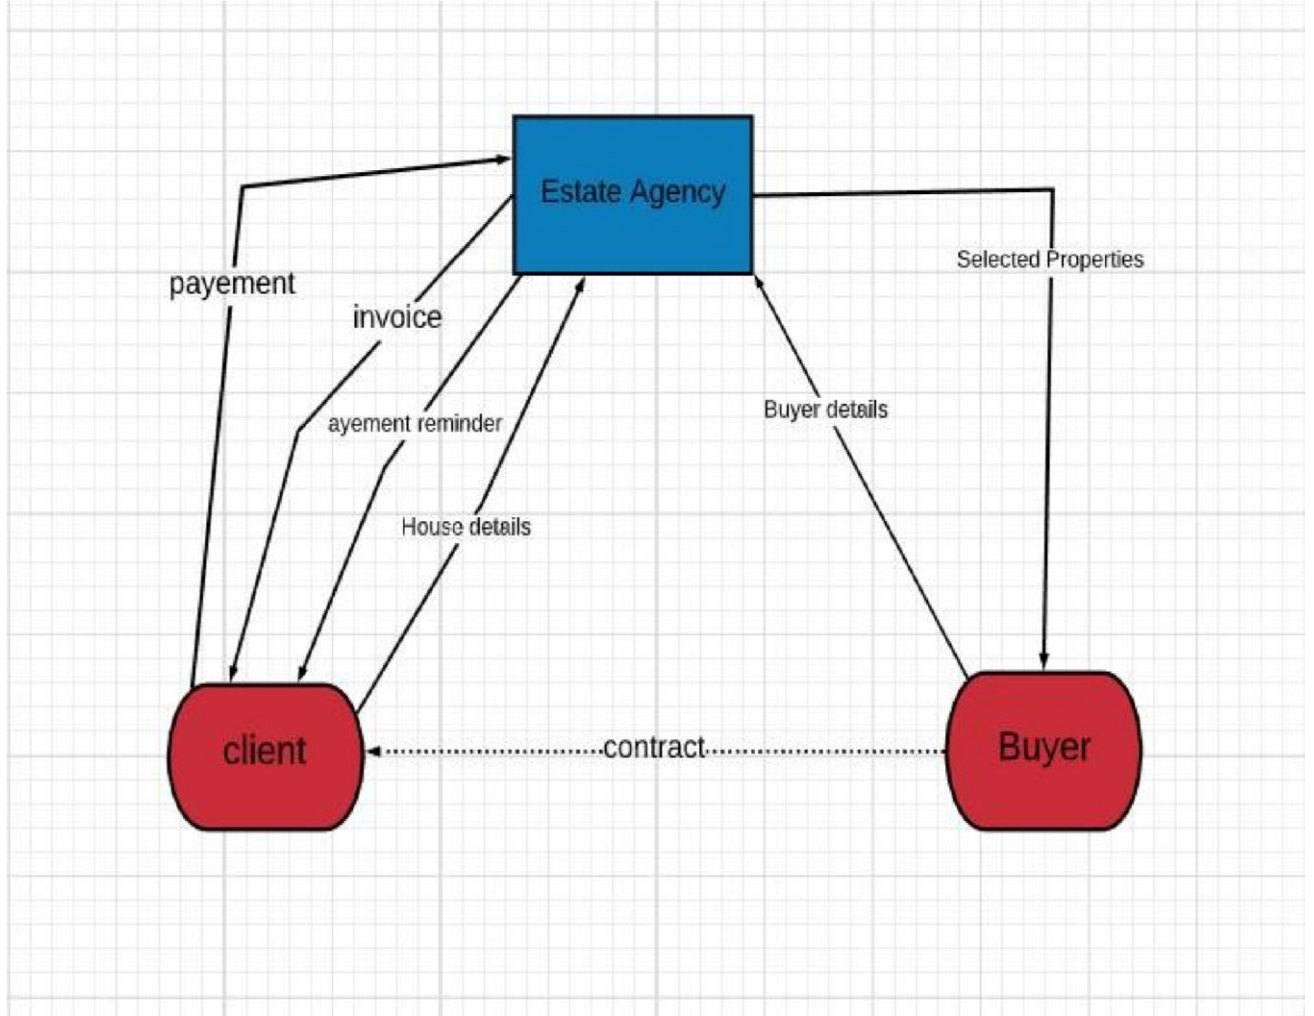 Estate Agency
Selected Properties
payement
invoice
Buyer details
ayement reminder
House details
client
contract
Buyer